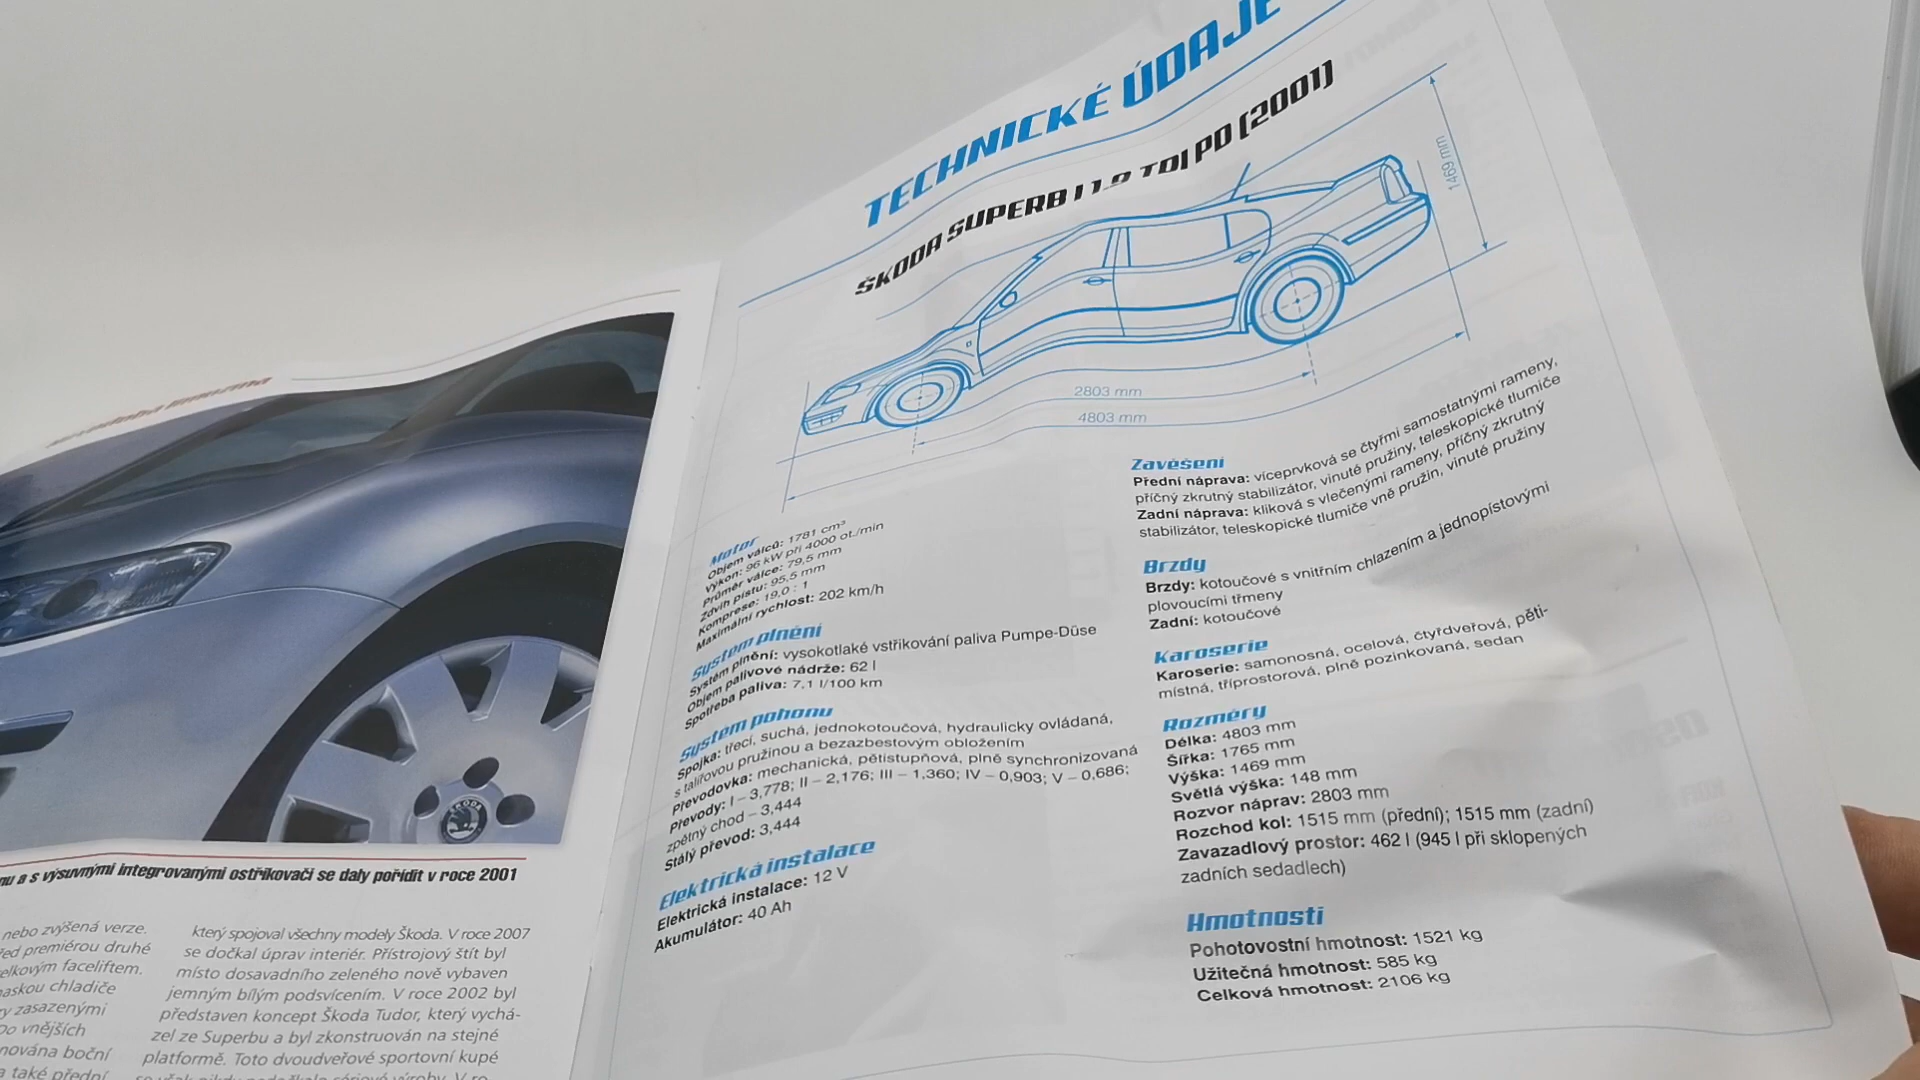 nu a s výsuvnými integrovanými ostřikovači se daly pořídit v roce 2001
nebo zvýšená verze.
řed premiérou druhé
elkovým faceliftem.
askou chladiče
ry zasazenými
po vnějších
nována boční
a také přední
který spojoval všechny modely Škoda. V roce 2007
se dočkal úprav interiér. Přístrojový štít byl
místo dosavadního zeleného nově vybaven
jemným bílým podsvícením. V roce 2002 byl
představen koncept Škoda Tudor, který vychá-
zel ze Superbu a byl zkonstruován na stejné
platformě. Toto dvoudveřové sportovní kupé
ŠKODA
TECHNICKÉ ÚDAJE
ŠKODA SUPERB I 1.9 TDI PD (2001)
1469 mm
2803 mm
4803 mm
Motor
Objem válců: 1781 cm³
Výkon: 96 kW při 4000 ot./min
Průměr válce: 79,5 mm
Zdvih pístu: 95,5 mm
Komprese: 19,0 : 1
Maximální rychlost: 202 km/h
Systém plnění
Systém plnění: vysokotlaké vstřikování paliva Pumpe-Düse
Objem palivové nádrže: 62 l
Spotřeba paliva: 7,1 l/100 km
Systém pohonu
Spojka: třecí, suchá, jednokotoučová, hydraulicky ovládaná,
s talířovou pružinou a bezazbestovým obložením
Převodovka: mechanická, pětistupňová, plně synchronizovaná
Převody: I – 3,778; II – 2,176; III – 1,360; IV – 0,903; V – 0,686;
zpětný chod – 3,444
Stálý převod: 3,444
Elektrická instalace
Elektrická instalace: 12 V
Akumulátor: 40 Ah
Zavěšení
Přední náprava: víceprvková se čtyřmi samostatnými rameny,
příčný zkrutný stabilizátor, vinuté pružiny, teleskopické tlumiče
Zadní náprava: kliková s vlečenými rameny, příčný zkrutný
stabilizátor, teleskopické tlumiče vně pružin, vinuté pružiny
Brzdy
Brzdy: kotoučové s vnitřním chlazením a jednopístovými
plovoucími třmeny
Zadní: kotoučové
Karoserie
Karoserie: samonosná, ocelová, čtyřdveřová, pěti-
místná, tříprostorová, plně pozinkovaná, sedan
Rozměry
Délka: 4803 mm
Šířka: 1765 mm
Výška: 1469 mm
Světlá výška: 148 mm
Rozvor náprav: 2803 mm
Rozchod kol: 1515 mm (přední); 1515 mm (zadní)
Zavazadlový prostor: 462 l (945 l při sklopených
zadních sedadlech)
Hmotnosti
Pohotovostní hmotnost: 1521 kg
Užitečná hmotnost: 585 kg
Celková hmotnost: 2106 kg